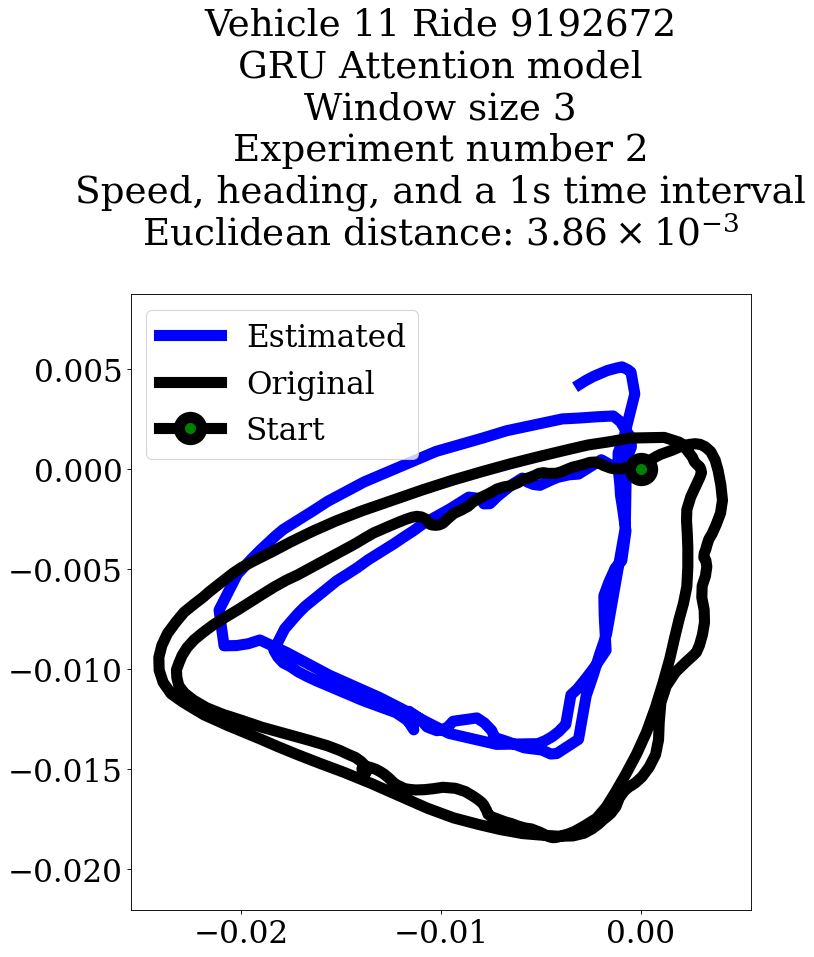 Vehicle 11 Ride 9192672
GRU Attention model
Window size 3
Experiment number 2
Speed, heading, and a 1s time interval
Euclidean distance: 3.86 × 10⁻³
Estimated
Original
Start
0.005
0.000
−0.005
−0.010
−0.015
−0.020
−0.02 −0.01 0.00